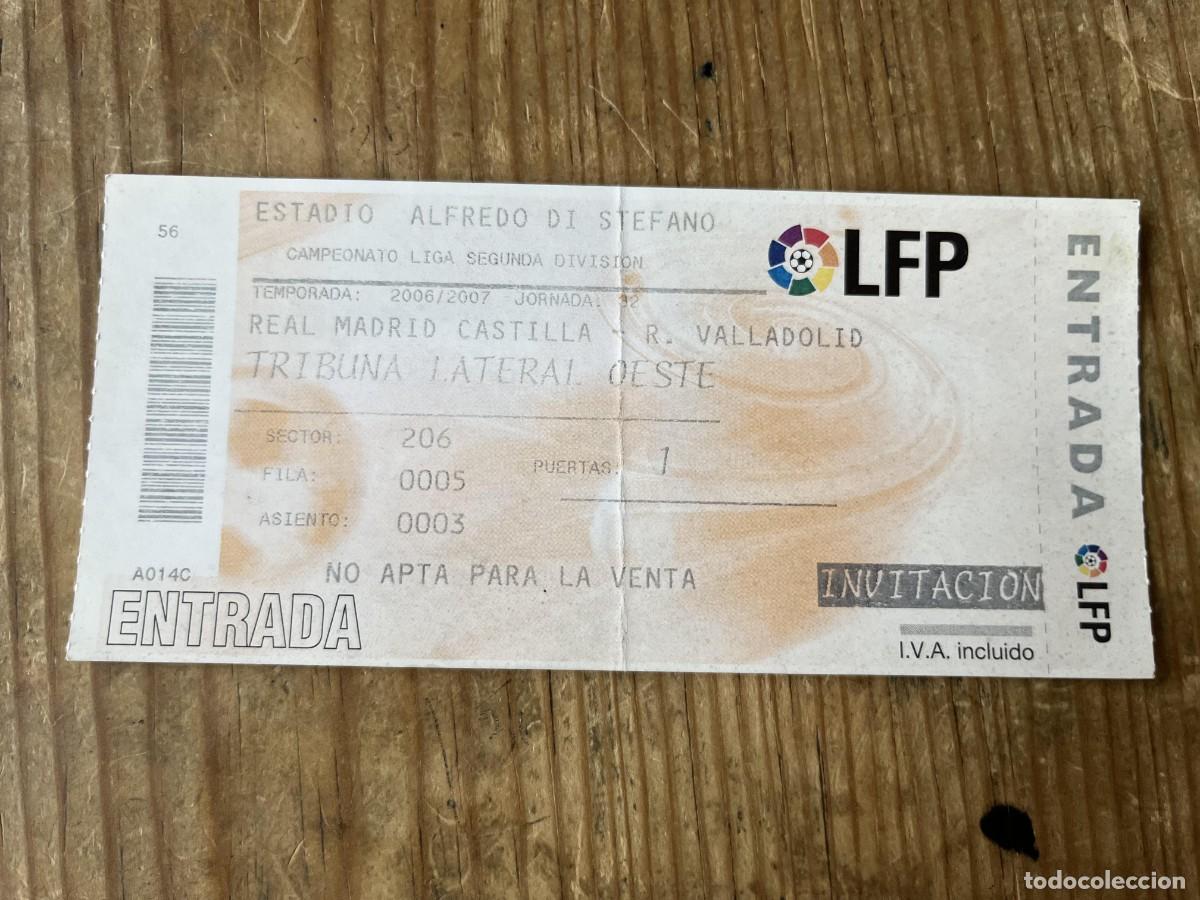 56
ESTADIO ALFREDO DI STEFANO
CAMPEONATO LIGA SEGUNDA DIVISION
LFP
TEMPORADA: 2006/2007 JORNADA: 32
REAL MADRID CASTILLA - R. VALLADOLID
TRIBUNA LATERAL OESTE
SECTOR: 206
FILA: 0005
PUERTAS: 1
ASIENTO: 0003
A014C
NO APTA PARA LA VENTA
INVITACION
ENTRADA
I.V.A. incluido
ENTRADA
LFP
todocoleccion